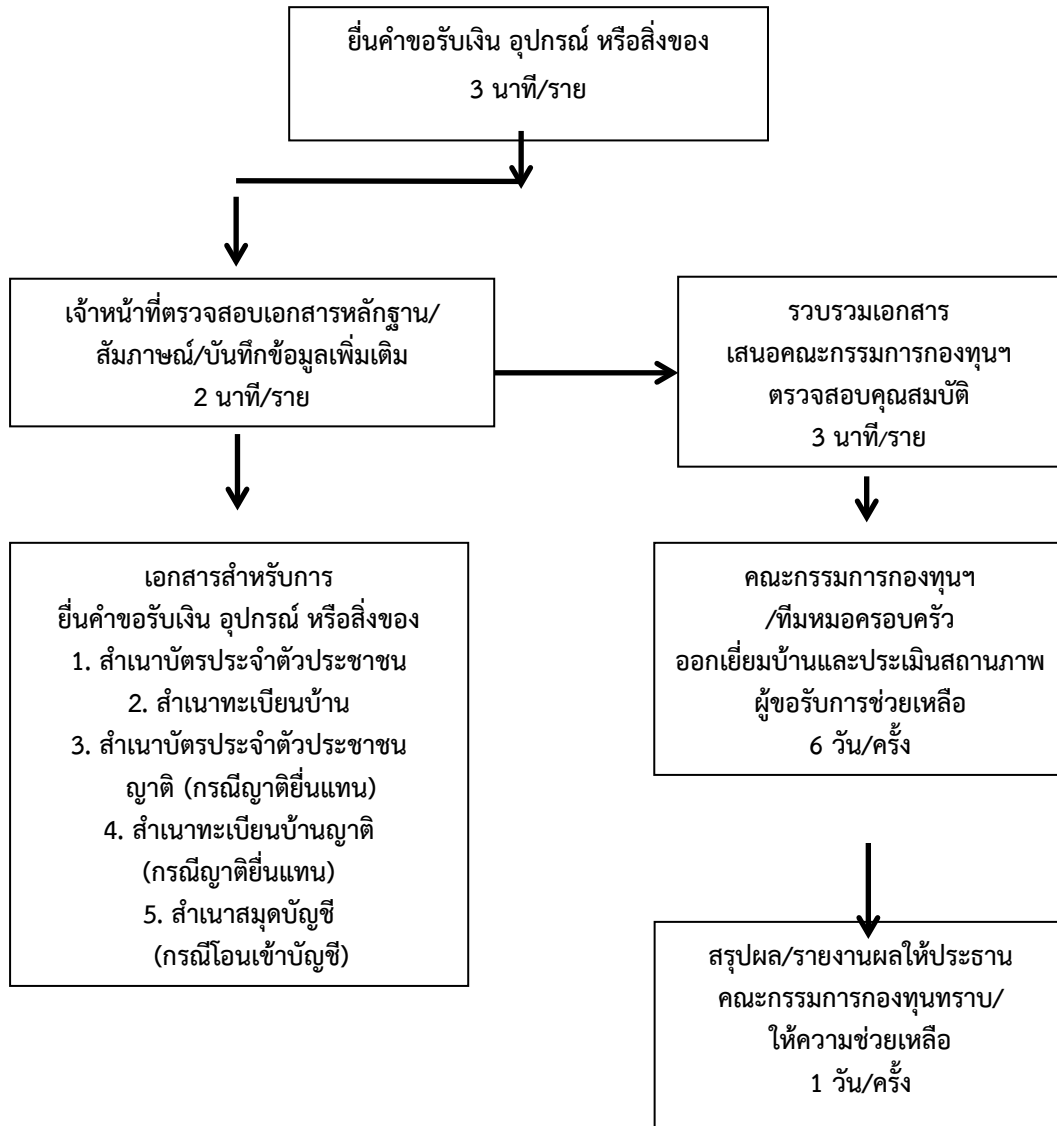 ยื่นคำขอรับเงิน อุปกรณ์ หรือสิ่งของ
3 นาที/ราย
เจ้าหน้าที่ตรวจสอบเอกสารหลักฐาน/
สัมภาษณ์/บันทึกข้อมูลเพิ่มเติม
2 นาที/ราย
รวบรวมเอกสาร
เสนอคณะกรรมการกองทุนฯ
ตรวจสอบคุณสมบัติ
3 นาที/ราย
เอกสารสำหรับการ
ยื่นคำขอรับเงิน อุปกรณ์ หรือสิ่งของ
1. สำเนาบัตรประจำตัวประชาชน
2. สำเนาทะเบียนบ้าน
3. สำเนาบัตรประจำตัวประชาชน
ญาติ (กรณีญาติยื่นแทน)
4. สำเนาทะเบียนบ้านญาติ
(กรณีญาติยื่นแทน)
5. สำเนาสมุดบัญชี
(กรณีโอนเข้าบัญชี)
คณะกรรมการกองทุนฯ
/ทีมหมอครอบครัว
ออกเยี่ยมบ้านและประเมินสถานภาพ
ผู้ขอรับการช่วยเหลือ
6 วัน/ครั้ง
สรุปผล/รายงานผลให้ประธาน
คณะกรรมการกองทุนทราบ/
ให้ความช่วยเหลือ
1 วัน/ครั้ง